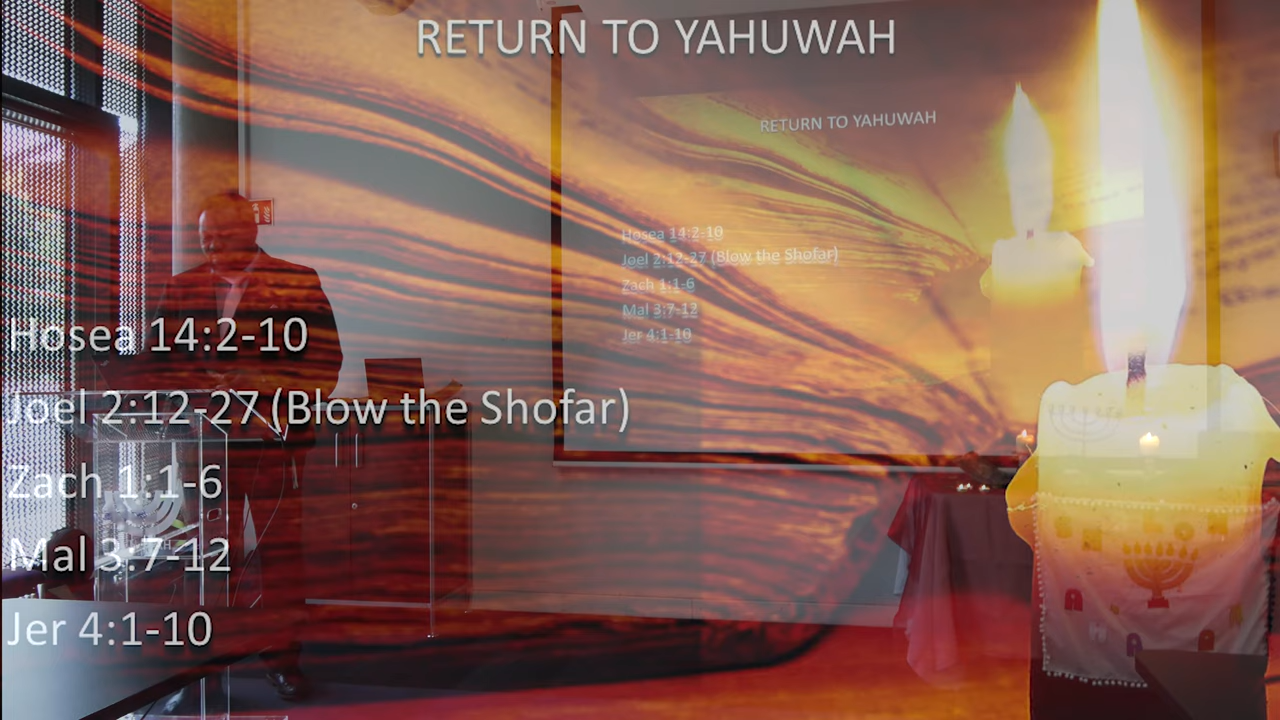 RETURN TO YAHUWAH
RETURN TO YAHUWAH
Hosea 14:2-10
Joel 2:12-27 (Blow the Shofar)
Zach 1:1-6
Mal 3:7-12
Jer 4:1-10
Hosea 14:2-10
Joel 2:12-27 (Blow the Shofar)
Zach 1:1-6
Mal 3:7-12
Jer 4:1-10